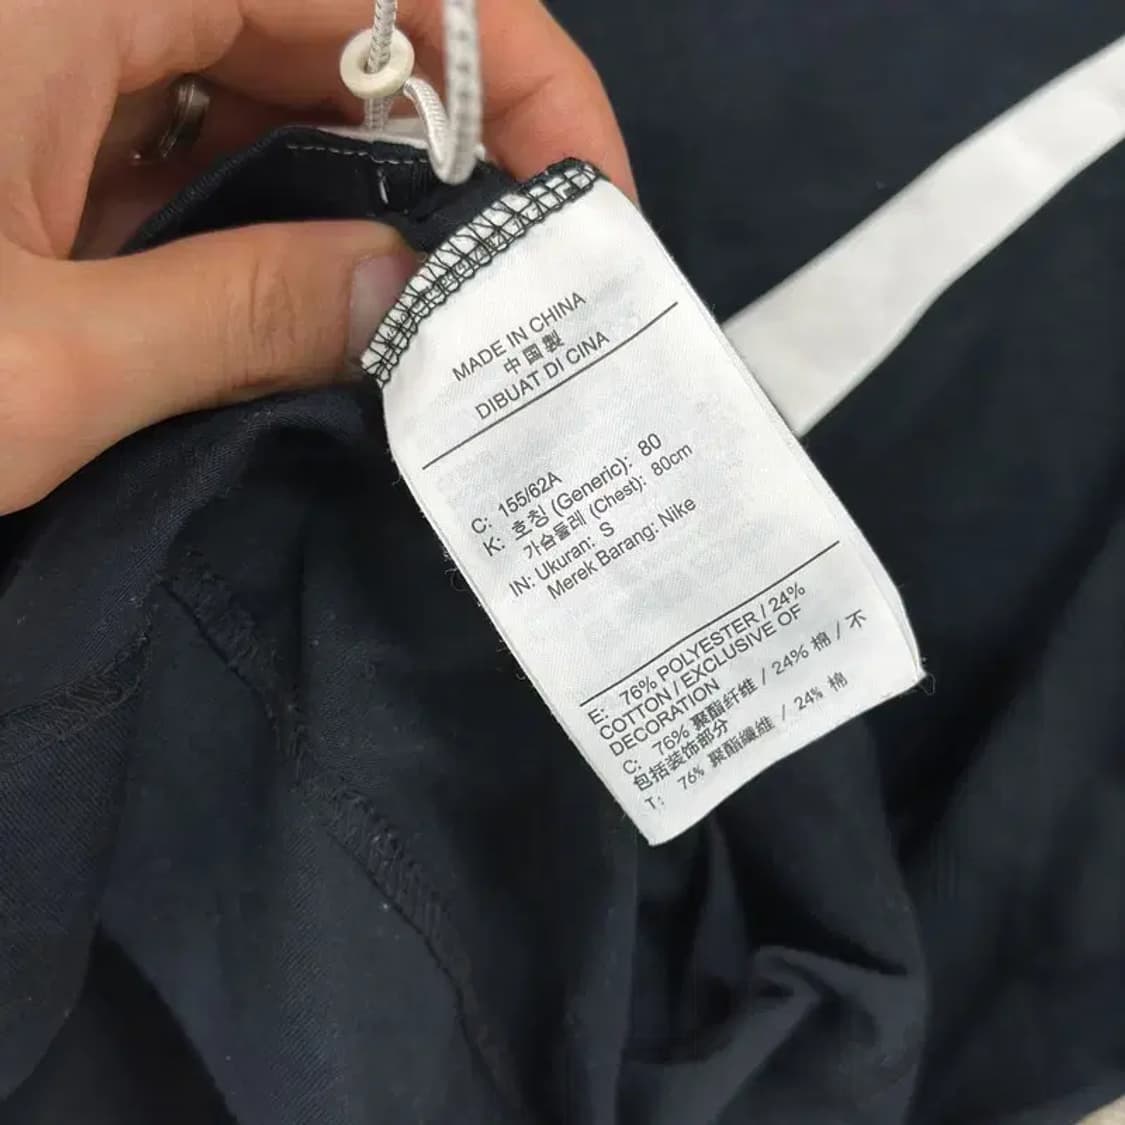 MADE IN CHINA
中国製
DIBUAT DI CINA
C: 155/62A
K: 호칭 (Generic): 80
가슴둘레 (Chest): 80cm
IN: Ukuran: S
Merek Barang: Nike
E: 76% POLYESTER / 24%
COTTON / EXCLUSIVE OF
DECORATION
C: 76% 聚酯纤维 / 24% 棉 / 不
包括装饰部分
T: 76% 聚酯纖維 / 24% 棉